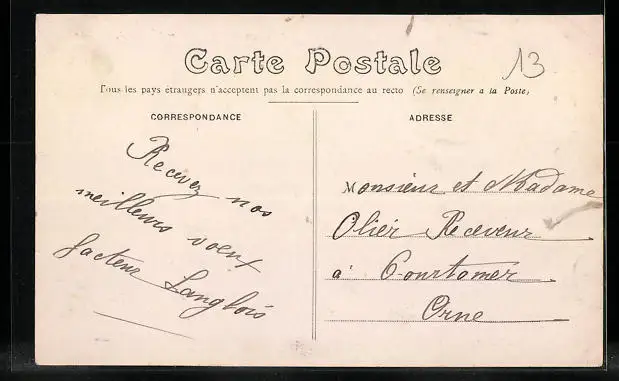 Carte Postale
13
Tous les pays étrangers n'acceptent pas la correspondance au recto (Se renseigner a la Poste)
CORRESPONDANCE
Recevez nos
meilleurs voeux
facteur Langlois
ADRESSE
Monsieur et Madame
Olier Receveur
à Courtomer
Orne